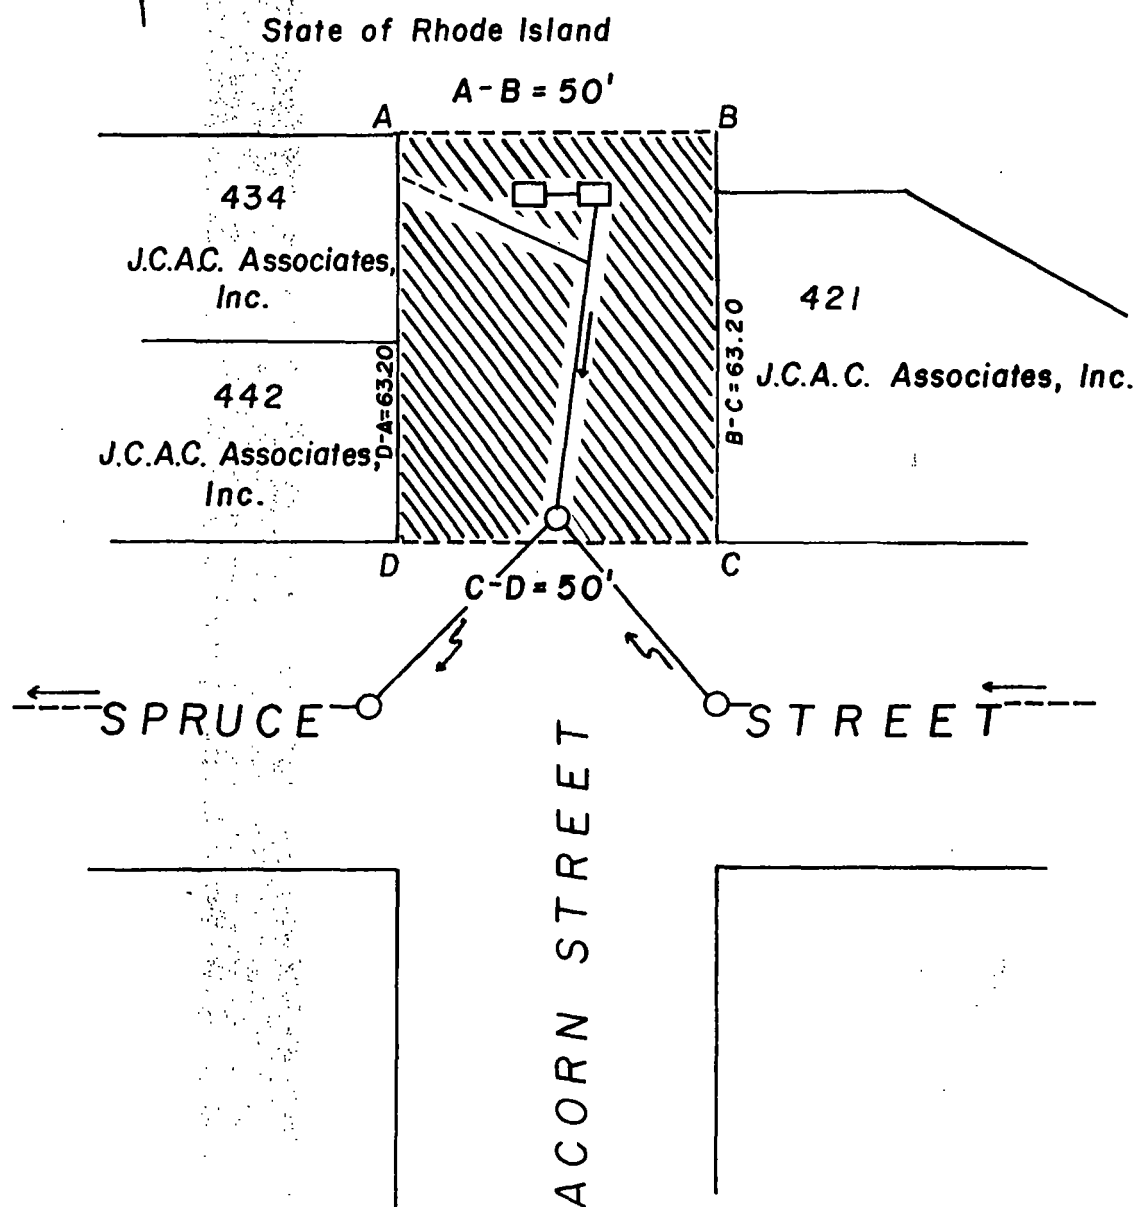 State of Rhode Island
A-B = 50'
A
B
434
J.C.A.C. Associates,
Inc.
421
J.C.A.C. Associates, Inc.
B-C=63.20
D-A=63.20
442
J.C.A.C. Associates,
Inc.
D
C
C-D = 50'
SPRUCE STREET
ACORN STREET